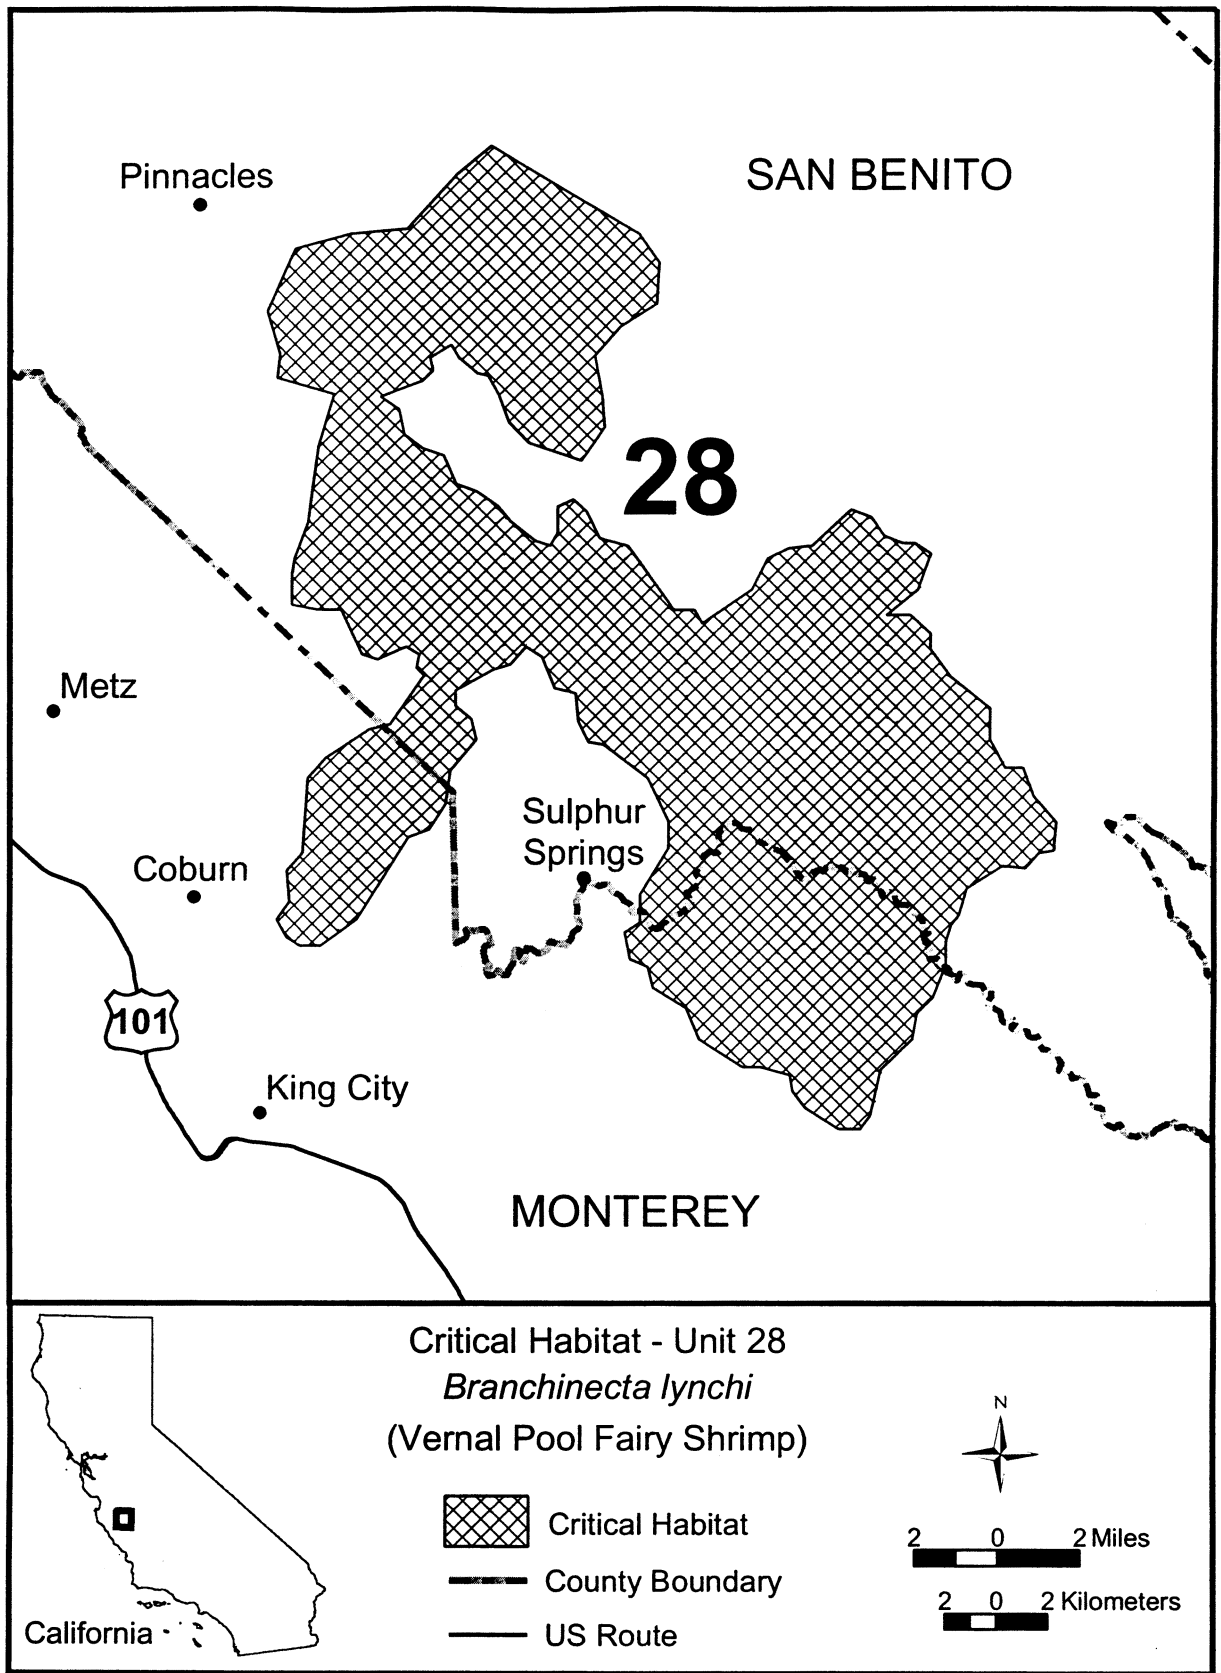 Pinnacles
SAN BENITO
28
Metz
Sulphur
Springs
Coburn
101
King City
MONTEREY
Critical Habitat - Unit 28
Branchinecta lynchi
(Vernal Pool Fairy Shrimp)
N
Critical Habitat
2 0 2 Miles
County Boundary
2 0 2 Kilometers
US Route
California